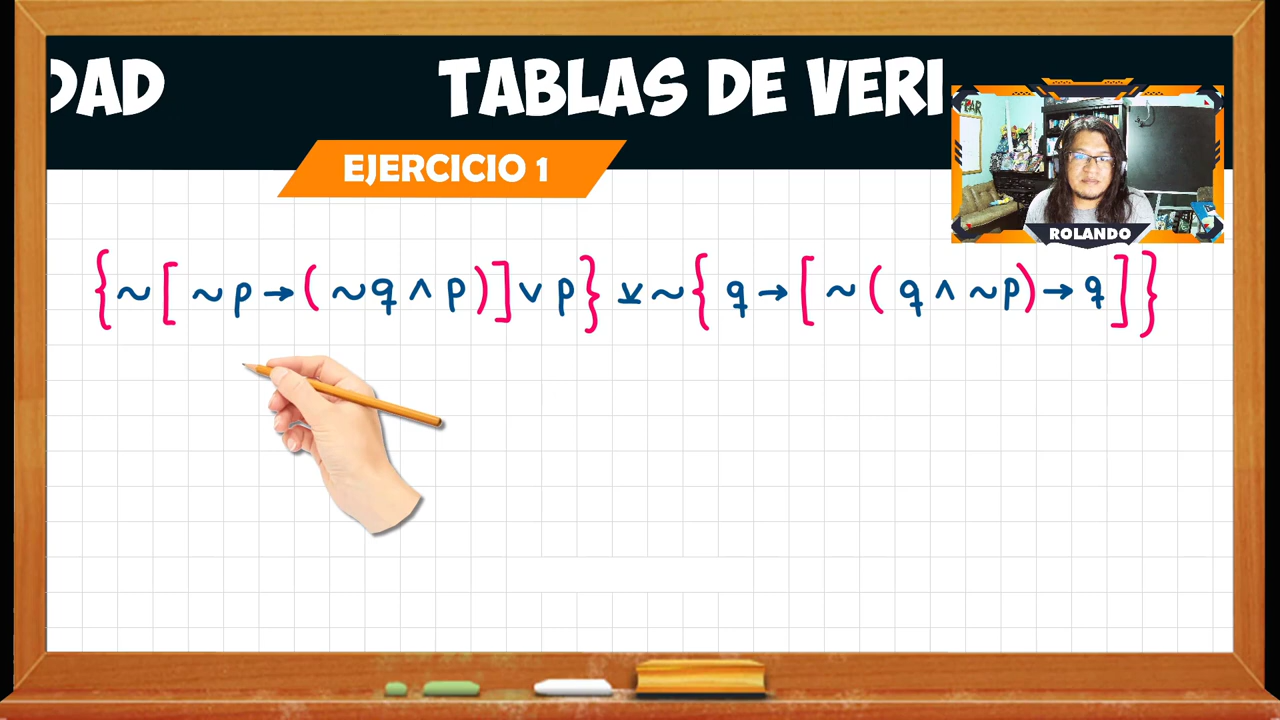 DAD TABLAS DE VERI
EJERCICIO 1
ROLANDO
{~[~p→(~q∧p)]∨p}⊻~{q→[~(q∧~p)→q]}